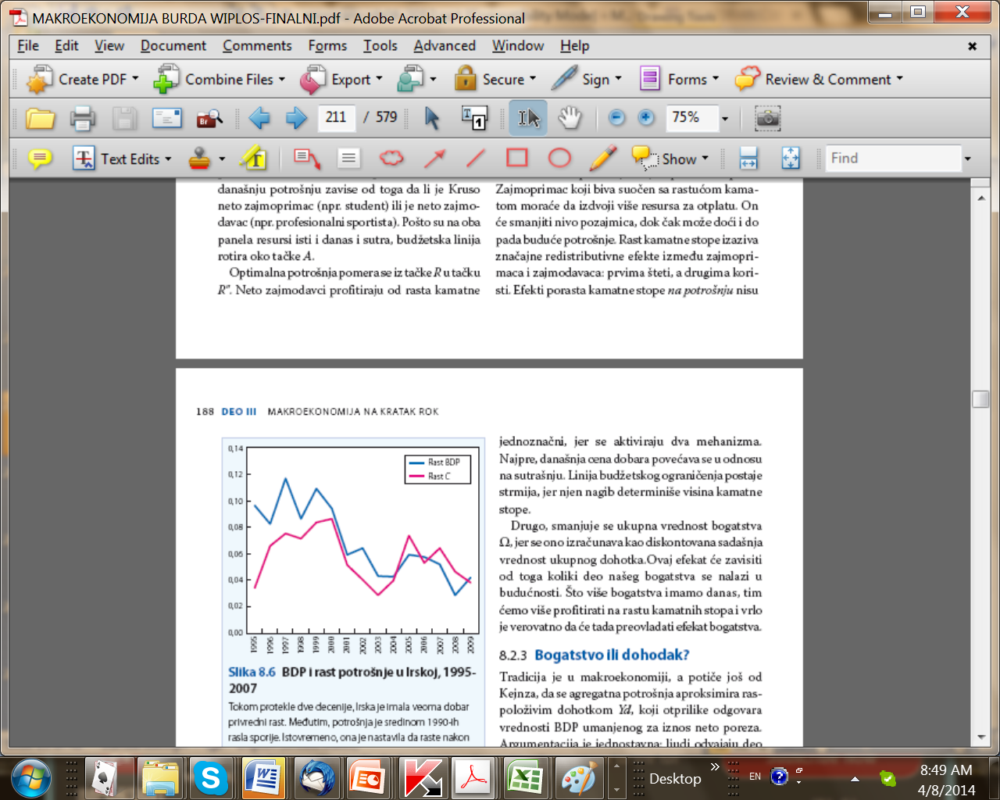 MAKROEKONOMIJA BURDA WIPLOS-FINALNI.pdf - Adobe Acrobat Professional
File Edit View Document Comments Forms Tools Advanced Window Help
Create PDF Combine Files Export Secure Sign Forms Review & Comment
211 / 579 75%
Text Edits Show Find
današnju potrošnju zavise od toga da li je Kruso
neto zajmoprimac (npr. student) ili je neto zajmo-
davac (npr. profesionalni sportista). Pošto su na oba
panela resursi isti i danas i sutra, budžetska linija
rotira oko tačke A.
Optimalna potrošnja pomera se iz tačke R u tačku
R". Neto zajmodavci profitiraju od rasta kamatne
Zajmoprimac koji biva suočen sa rastućom kama-
tom moraće da izdvoji više resursa za otplatu. On
će smanjiti nivo pozajmica, dok čak može doći i do
pada buduće potrošnje. Rast kamatne stope izaziva
značajne redistributivne efekte između zajmopri-
maca i zajmodavaca: prvima šteti, a drugima kori-
sti. Efekti porasta kamatne stope na potrošnju nisu
188 DEO III MAKROEKONOMIJA NA KRATAK ROK
0,14
0,12
0,10
0,08
0,06
0,04
0,02
0,00
Rast BDP
Rast C
1995 1996 1997 1998 1999 2000 2001 2002 2003 2004 2005 2006 2007 2008 2009
Slika 8.6 BDP i rast potrošnje u Irskoj, 1995-
2007
Tokom protekle dve decenije, Irska je imala veoma dobar
privredni rast. Međutim, potrošnja je sredinom 1990-ih
rasla sporije. Istovremeno, ona je nastavila da raste nakon
jednoznačni, jer se aktiviraju dva mehanizma.
Najpre, današnja cena dobara povećava se u odnosu
na sutrašnju. Linija budžetskog ograničenja postaje
strmija, jer njen nagib determiniše visina kamatne
stope.
Drugo, smanjuje se ukupna vrednost bogatstva
Ω, jer se ono izračunava kao diskontovana sadašnja
vrednost ukupnog dohotka.Ovaj efekat će zavisiti
od toga koliki deo našeg bogatstva se nalazi u
budućnosti. Što više bogatstva imamo danas, tim
ćemo više profitirati na rastu kamatnih stopa i vrlo
je verovatno da će tada preovladati efekat bogatstva.
8.2.3 Bogatstvo ili dohodak?
Tradicija je u makroekonomiji, a potiče još od
Kejnza, da se agregatna potrošnja aproksimira ras-
položivim dohotkom Yd, koji otprilike odgovara
vrednosti BDP umanjenog za iznos neto poreza.
Argumentacija je jednostavna: ljudi odvajaju deo
Desktop » EN 8:49 AM
4/8/2014